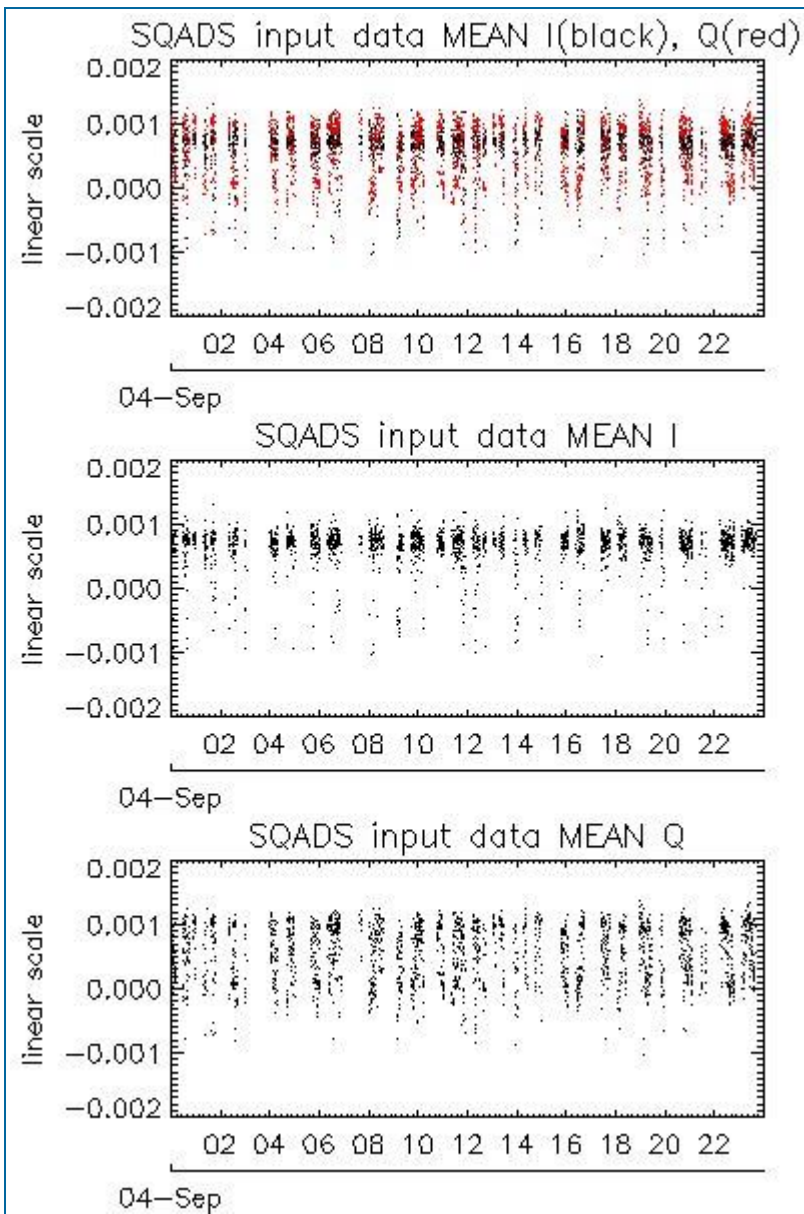 SQADS input data MEAN I(black), Q(red)
0.002
0.001
0.000
−0.001
−0.002
linear scale
02 04 06 08 10 12 14 16 18 20 22
04-Sep
SQADS input data MEAN I
0.002
0.001
0.000
−0.001
−0.002
linear scale
02 04 06 08 10 12 14 16 18 20 22
04-Sep
SQADS input data MEAN Q
0.002
0.001
0.000
−0.001
−0.002
linear scale
02 04 06 08 10 12 14 16 18 20 22
04-Sep